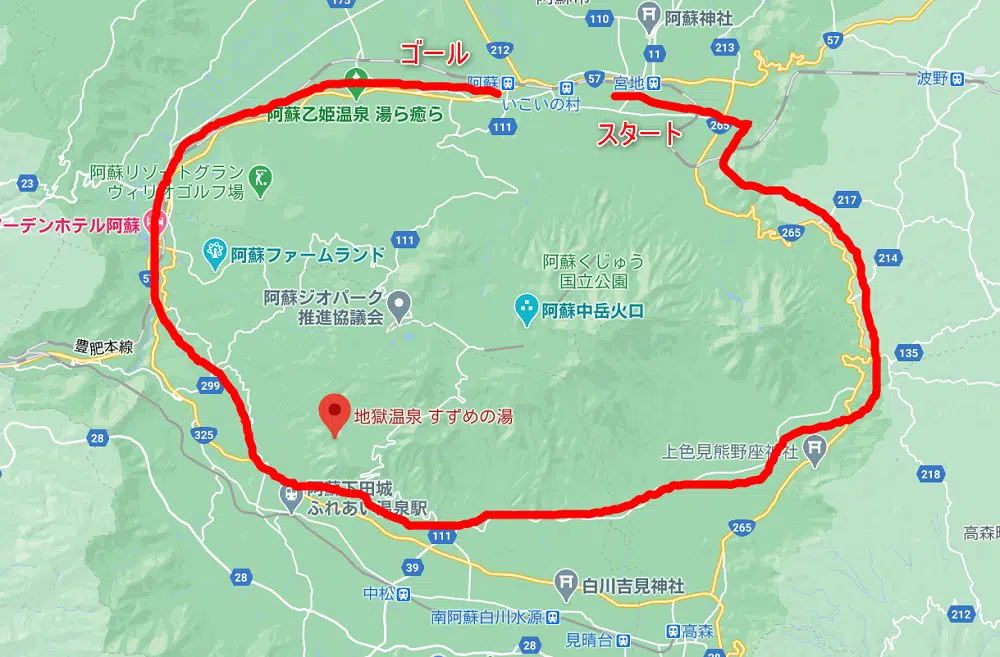 175
110
阿蘇神社
ゴール
212
11
213
57
阿蘇
57
宮地
波野
いこいの村
阿蘇乙姫温泉 湯ら癒ら
111
スタート
265
阿蘇リゾートグラン
ヴィリオゴルフ場
23
217
ーデンホテル阿蘇
111
265
阿蘇ファームランド
214
阿蘇くじゅう
国立公園
57
阿蘇ジオパーク
推進協議会
阿蘇中岳火口
豊肥本線
135
299
地獄温泉 すずめの湯
28
325
上色見熊野座神社
218
阿蘇下田城
ふれあい温泉駅
265
111
高森
39
28
白川吉見神社
中松
212
南阿蘇白川水源
高森
見晴台
28
28